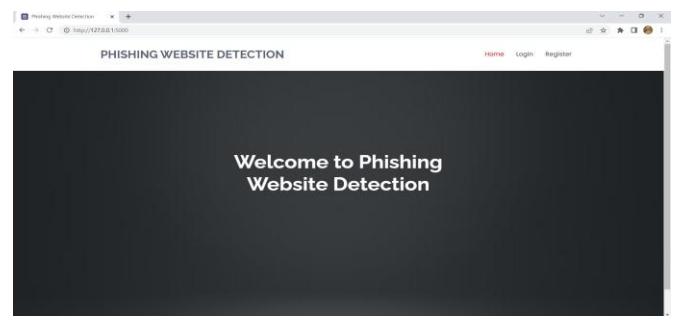 Phishing Website Detection
http://127.0.0.1:5000
PHISHING WEBSITE DETECTION
Home Login Register
Welcome to Phishing
Website Detection